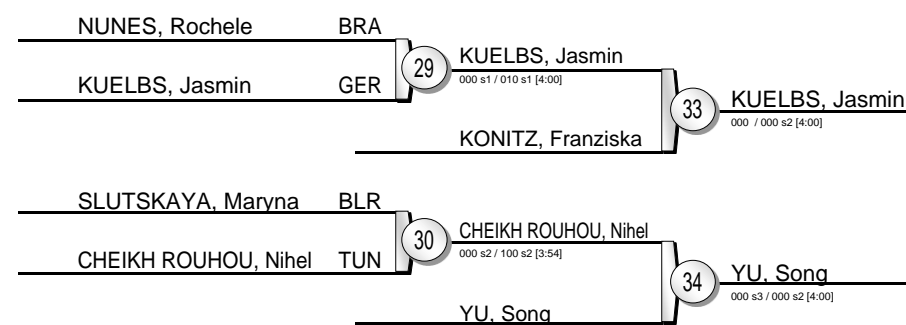 NUNES, Rochele BRA
29
KUELBS, Jasmin
000 s1 / 010 s1 [4:00]
KUELBS, Jasmin GER
33
KUELBS, Jasmin
000 / 000 s2 [4:00]
KONITZ, Franziska
SLUTSKAYA, Maryna BLR
30
CHEIKH ROUHOU, Nihel
000 s2 / 100 s2 [3:54]
CHEIKH ROUHOU, Nihel TUN
34
YU, Song
000 s3 / 000 s2 [4:00]
YU, Song